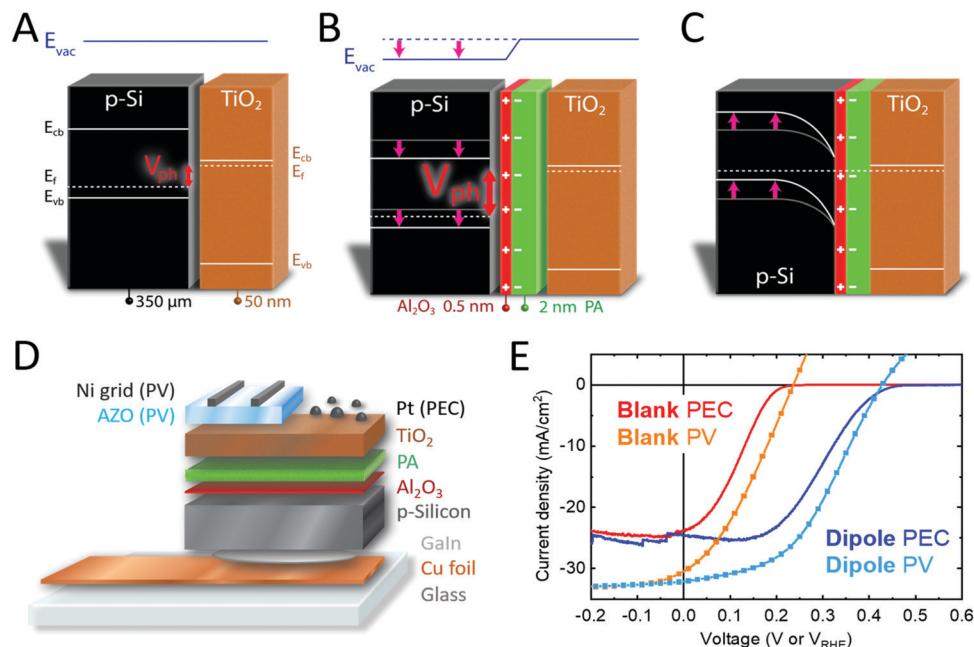 A
E_vac
p-Si
TiO₂
E_cb
E_f
E_vb
V_ph
E_cb
E_f
E_vb
350 µm
50 nm
B
E_vac
p-Si
TiO₂
V_ph
+ −
+ −
+ −
+ −
+ −
+ −
Al₂O₃ 0.5 nm
2 nm PA
C
TiO₂
p-Si
+ −
+ −
+ −
+ −
+ −
+ −
D
Ni grid (PV)
AZO (PV)
Pt (PEC)
TiO₂
PA
Al₂O₃
p-Silicon
GaIn
Cu foil
Glass
E
Current density (mA/cm²)
0
-10
-20
-30
Blank PEC
Blank PV
Dipole PEC
Dipole PV
-0.2 -0.1 0.0 0.1 0.2 0.3 0.4 0.5 0.6
Voltage (V or V_RHE)